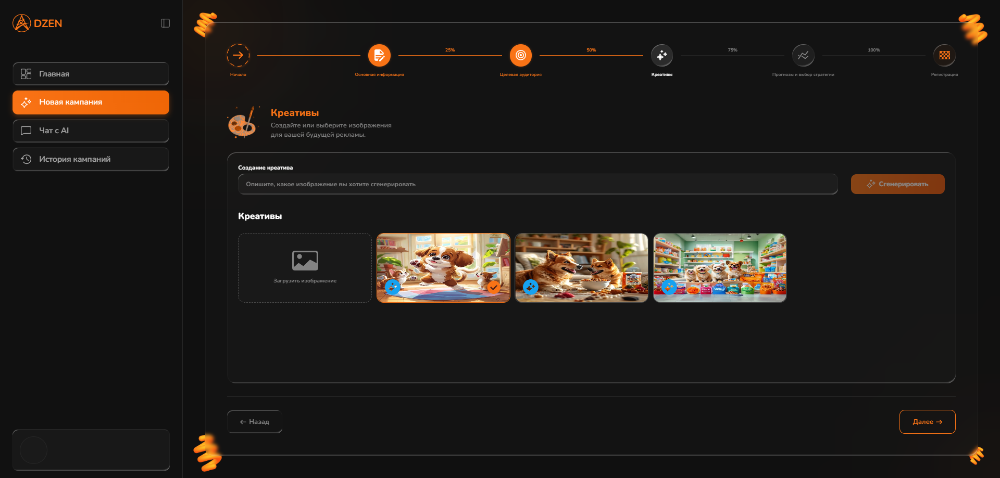 DZEN
Главная
Новая кампания
Чат с AI
История кампаний
25%
50%
75%
100%
Начало
Основная информация
Целевая аудитория
Креативы
Прогнозы и выбор стратегии
Регистрация
Креативы
Создайте или выберите изображения
для вашей будущей рекламы.
Создание креатива
Опишите, какое изображение вы хотите сгенерировать
Сгенерировать
Креативы
Загрузить изображение
← Назад
Далее →